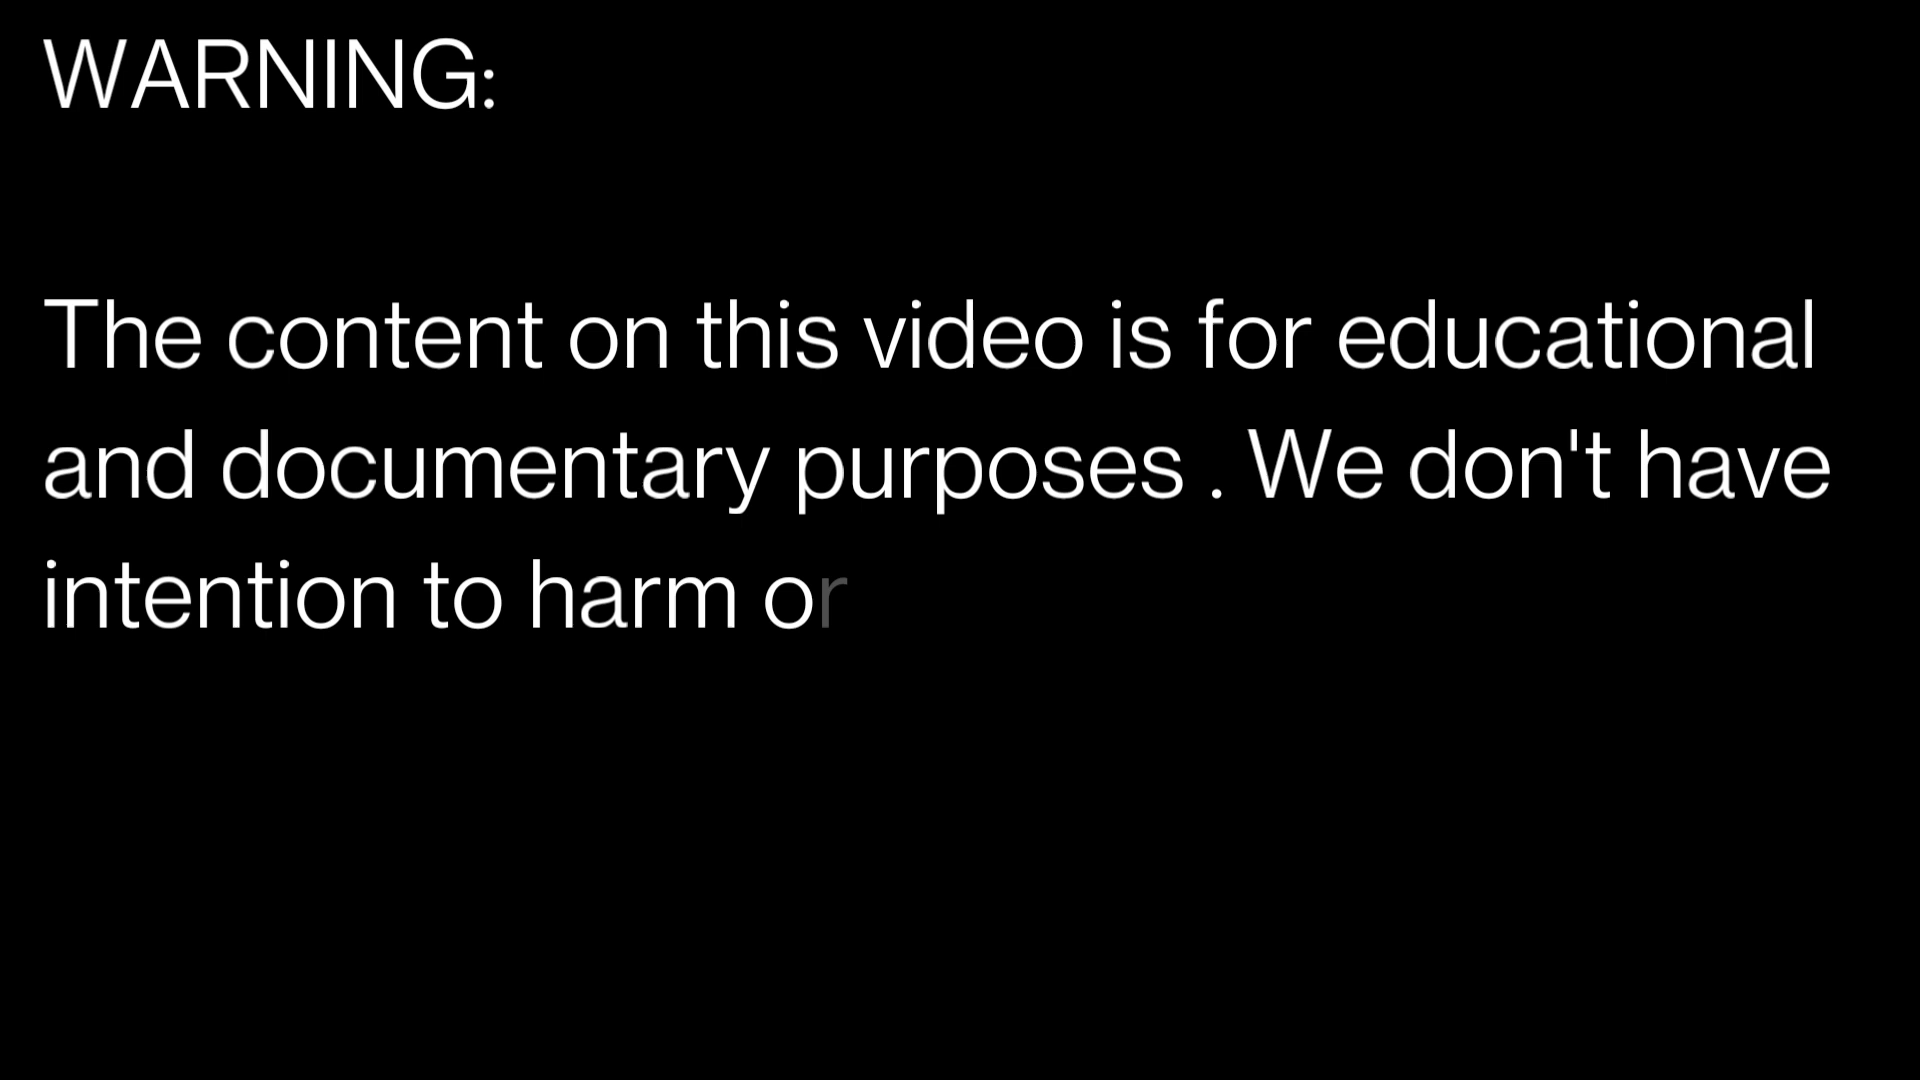 WARNING:
The content on this video is for educational
and documentary purposes . We don't have
intention to harm or